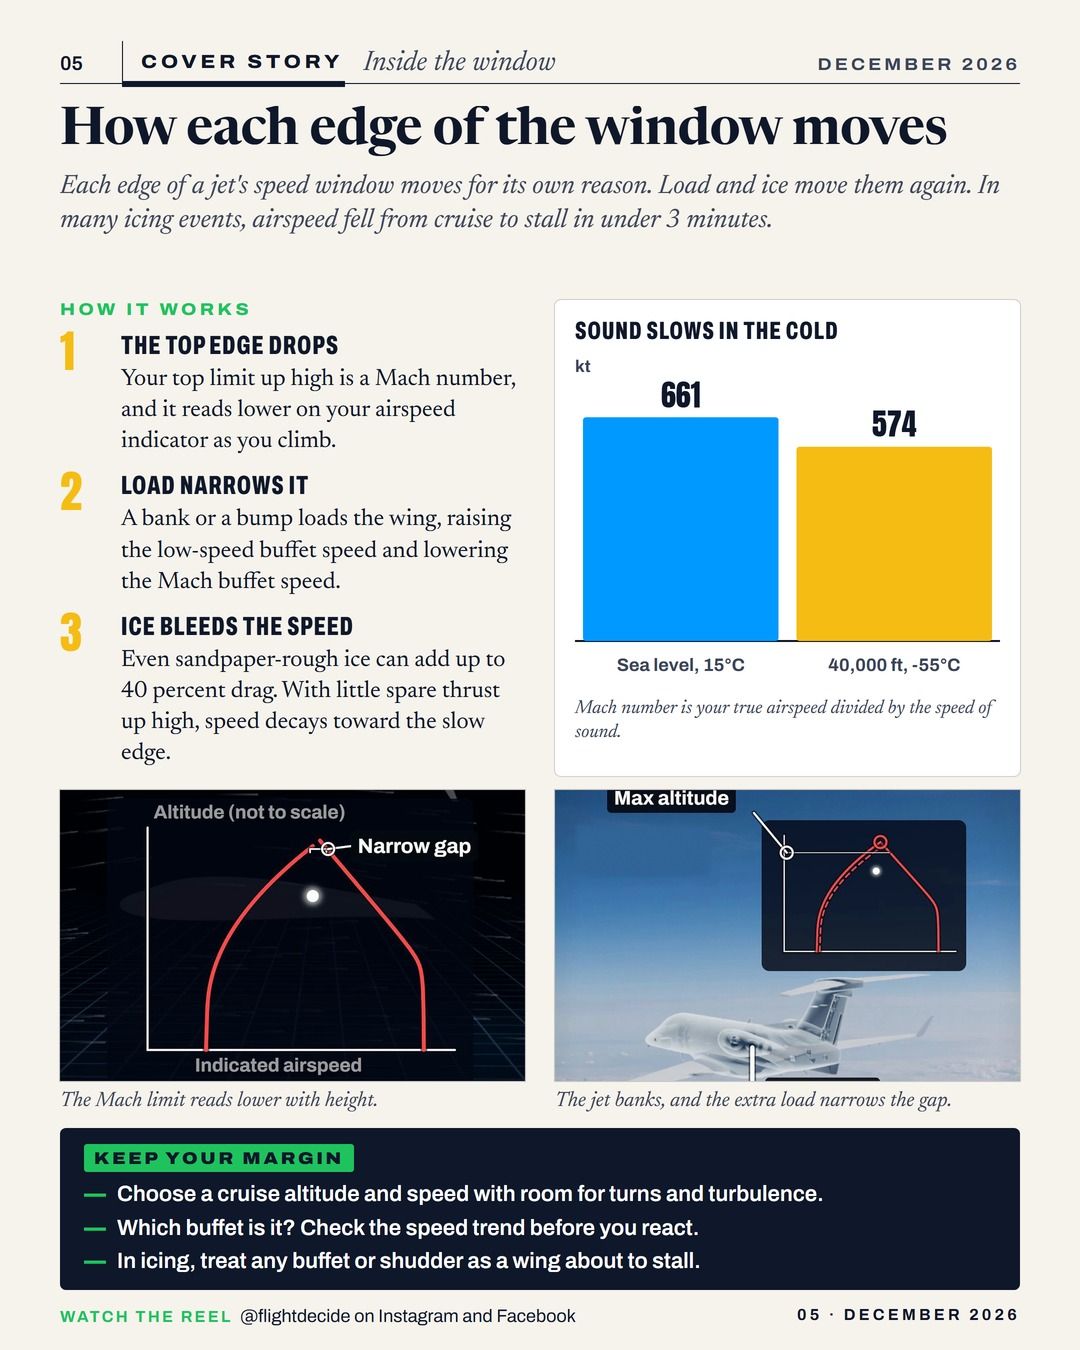 05
COVER STORY Inside the window
DECEMBER 2026
How each edge of the window moves
Each edge of a jet's speed window moves for its own reason. Load and ice move them again. In
many icing events, airspeed fell from cruise to stall in under 3 minutes.
HOW IT WORKS
1
THE TOP EDGE DROPS
Your top limit up high is a Mach number,
and it reads lower on your airspeed
indicator as you climb.
2
LOAD NARROWS IT
A bank or a bump loads the wing, raising
the low-speed buffet speed and lowering
the Mach buffet speed.
3
ICE BLEEDS THE SPEED
Even sandpaper-rough ice can add up to
40 percent drag. With little spare thrust
up high, speed decays toward the slow
edge.
SOUND SLOWS IN THE COLD
kt
661
574
Sea level, 15°C
40,000 ft, -55°C
Mach number is your true airspeed divided by the speed of
sound.
Altitude (not to scale)
Narrow gap
Indicated airspeed
The Mach limit reads lower with height.
Max altitude
The jet banks, and the extra load narrows the gap.
KEEP YOUR MARGIN
— Choose a cruise altitude and speed with room for turns and turbulence.
— Which buffet is it? Check the speed trend before you react.
— In icing, treat any buffet or shudder as a wing about to stall.
WATCH THE REEL @flightdecide on Instagram and Facebook
05 · DECEMBER 2026